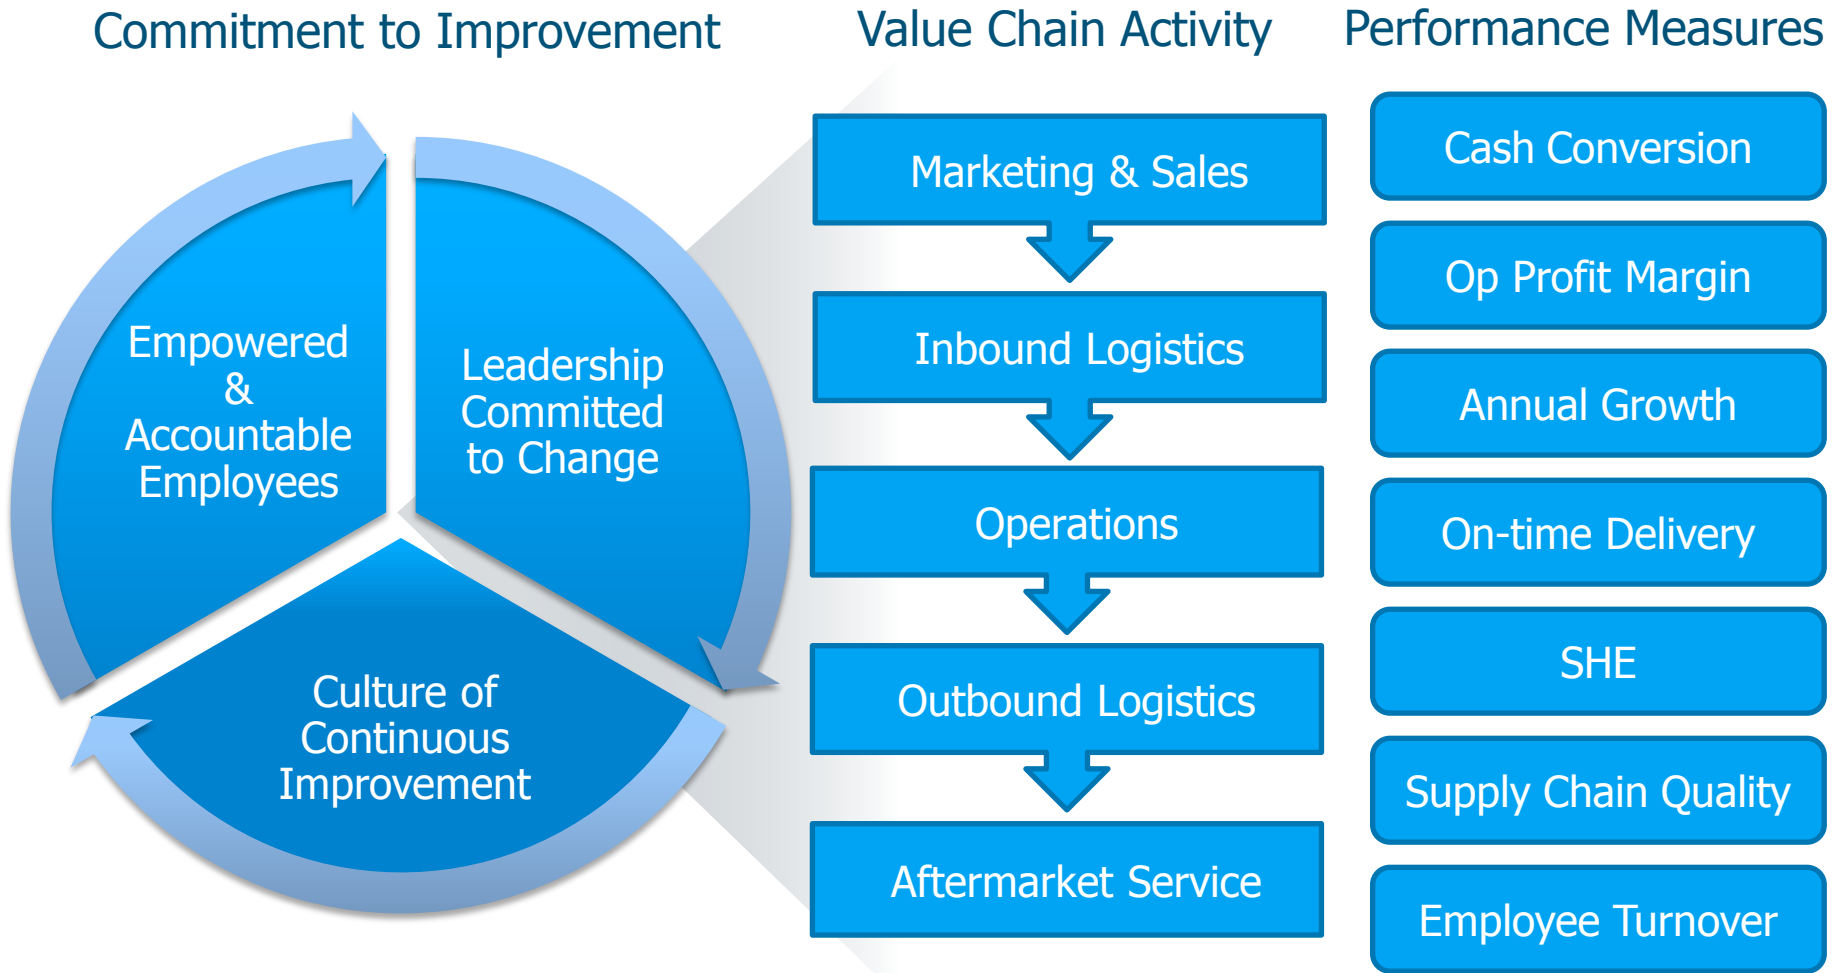 Commitment to Improvement
Empowered
&
Accountable
Employees
Leadership
Committed
to Change
Culture of
Continuous
Improvement
Value Chain Activity
Marketing & Sales
Inbound Logistics
Operations
Outbound Logistics
Aftermarket Service
Performance Measures
Cash Conversion
Op Profit Margin
Annual Growth
On-time Delivery
SHE
Supply Chain Quality
Employee Turnover